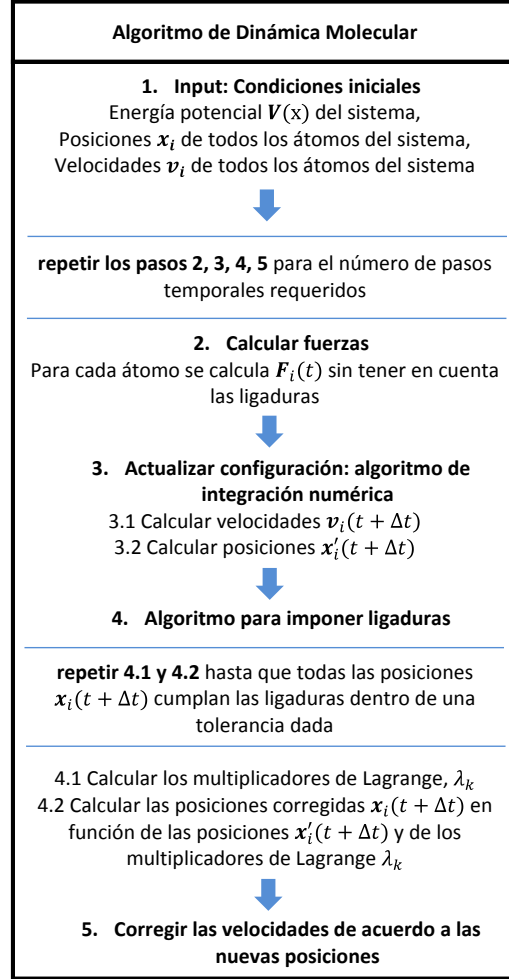 Algoritmo de Dinámica Molecular
1. Input: Condiciones iniciales
Energía potencial V(x) del sistema,
Posiciones xᵢ de todos los átomos del sistema,
Velocidades vᵢ de todos los átomos del sistema
repetir los pasos 2, 3, 4, 5 para el número de pasos
temporales requeridos
2. Calcular fuerzas
Para cada átomo se calcula Fᵢ(t) sin tener en cuenta
las ligaduras
3. Actualizar configuración: algoritmo de
integración numérica
3.1 Calcular velocidades vᵢ(t + Δt)
3.2 Calcular posiciones x′ᵢ(t + Δt)
4. Algoritmo para imponer ligaduras
repetir 4.1 y 4.2 hasta que todas las posiciones
xᵢ(t + Δt) cumplan las ligaduras dentro de una
tolerancia dada
4.1 Calcular los multiplicadores de Lagrange, λₖ
4.2 Calcular las posiciones corregidas xᵢ(t + Δt) en
función de las posiciones x′ᵢ(t + Δt) y de los
multiplicadores de Lagrange λₖ
5. Corregir las velocidades de acuerdo a las
nuevas posiciones